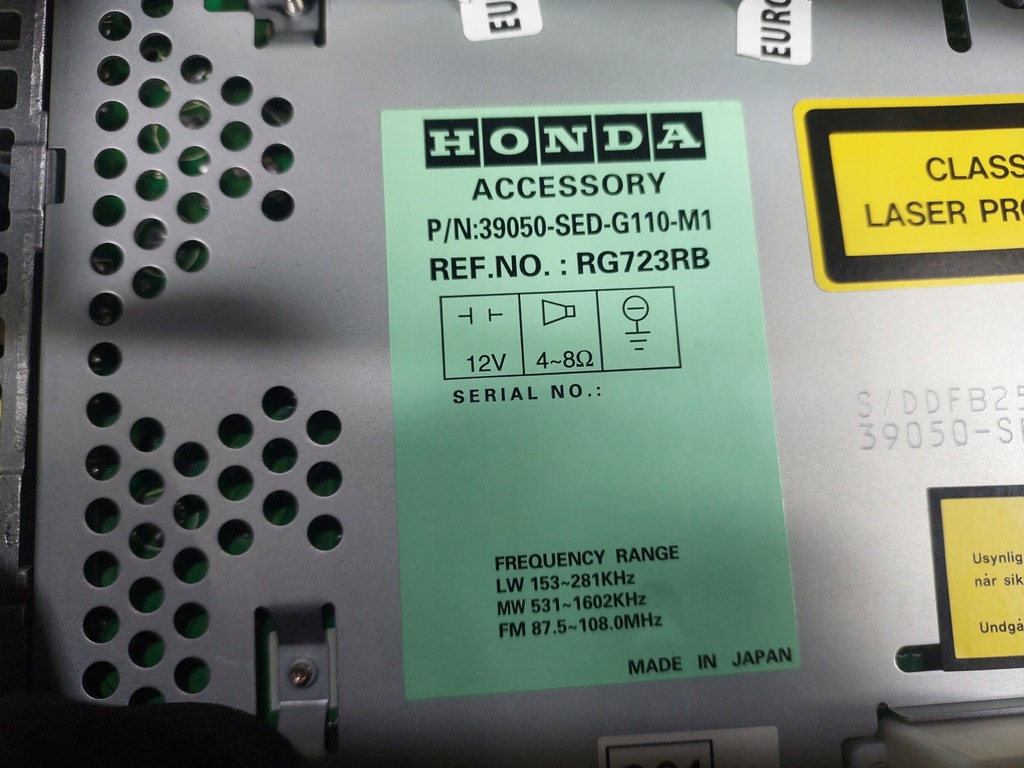 EU
EURO
HONDA
ACCESSORY
P/N:39050-SED-G110-M1
REF.NO. : RG723RB
12V
4~8Ω
SERIAL NO.:
FREQUENCY RANGE
LW 153~281KHz
MW 531~1602KHz
FM 87.5~108.0MHz
MADE IN JAPAN
CLASS
LASER PRO
S/DDFB25
39050-S
Usynlig
når sik
Undgå